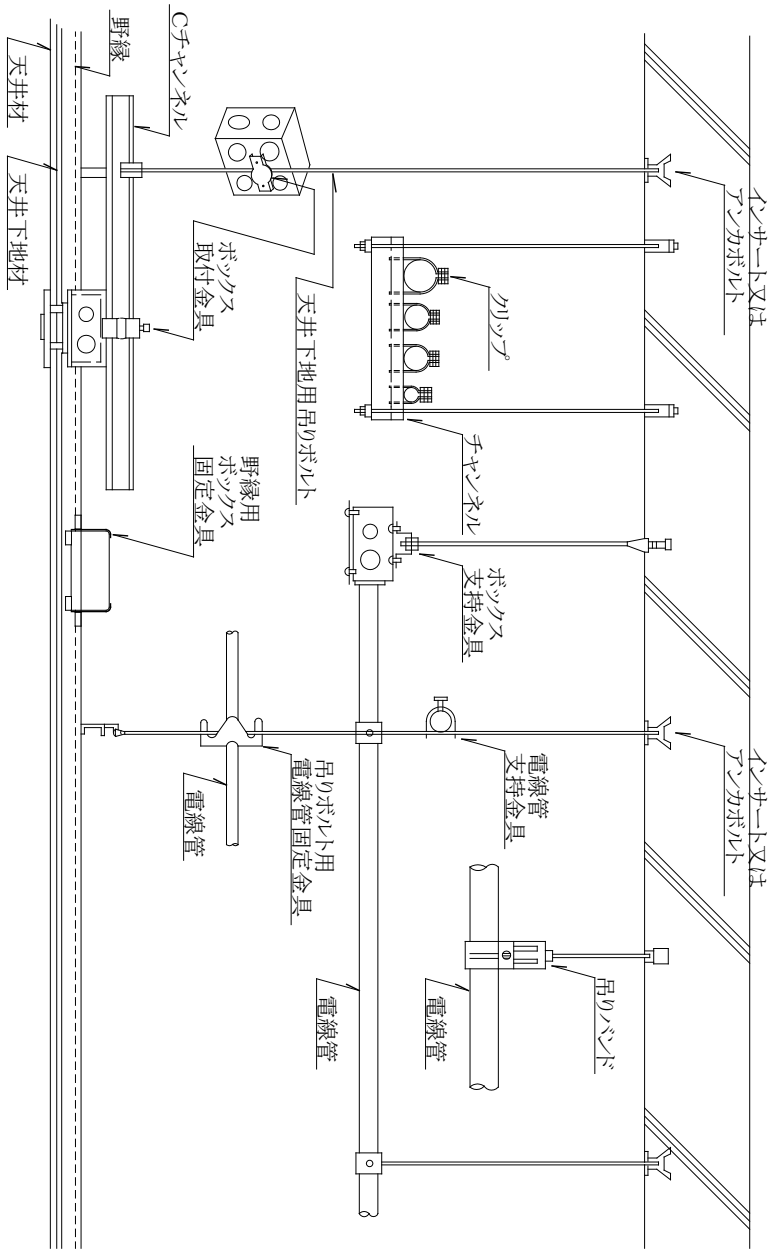 インサート又は
アンカボルト
インサート又は
アンカボルト
クリップ
チャンネル
ボックス
支持金具
電線管
支持金具
吊りバンド
電線管
電線管
天井下地用吊りボルト
ボックス
取付金具
野縁用
ボックス
固定金具
吊りボルト用
電線管固定金具
電線管
Cチャンネル
野縁
天井材
天井下地材